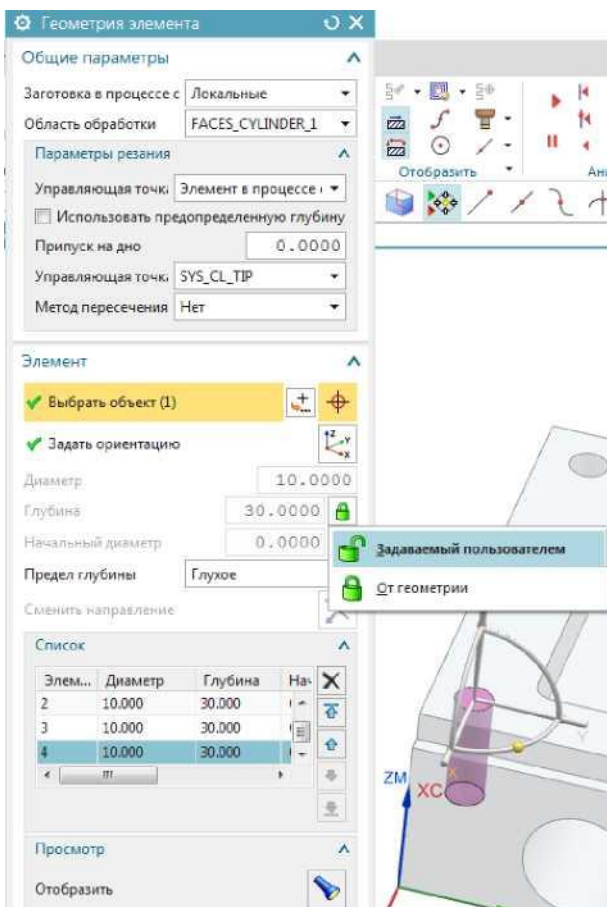 Геометрия элемента
Общие параметры
Заготовка в процессе с Локальные
Область обработки FACES_CYLINDER_1
Параметры резания
Управляющая точк Элемент в процессе
Использовать предопределенную глубину
Припуск на дно 0.0000
Управляющая точк SYS_CL_TIP
Метод пересечения Нет
Элемент
Выбрать объект (1)
Задать ориентацию
Диаметр 10.0000
Глубина 30.0000
Начальный диаметр 0.0000
Предел глубины Глухое
Сменить направление
Список
Элем... Диаметр Глубина На
2 10.000 30.000
3 10.000 30.000
4 10.000 30.000
Просмотр
Отобразить
Отобразить
Ан
Задаваемый пользователем
От геометрии
ZM
XC
X
Y